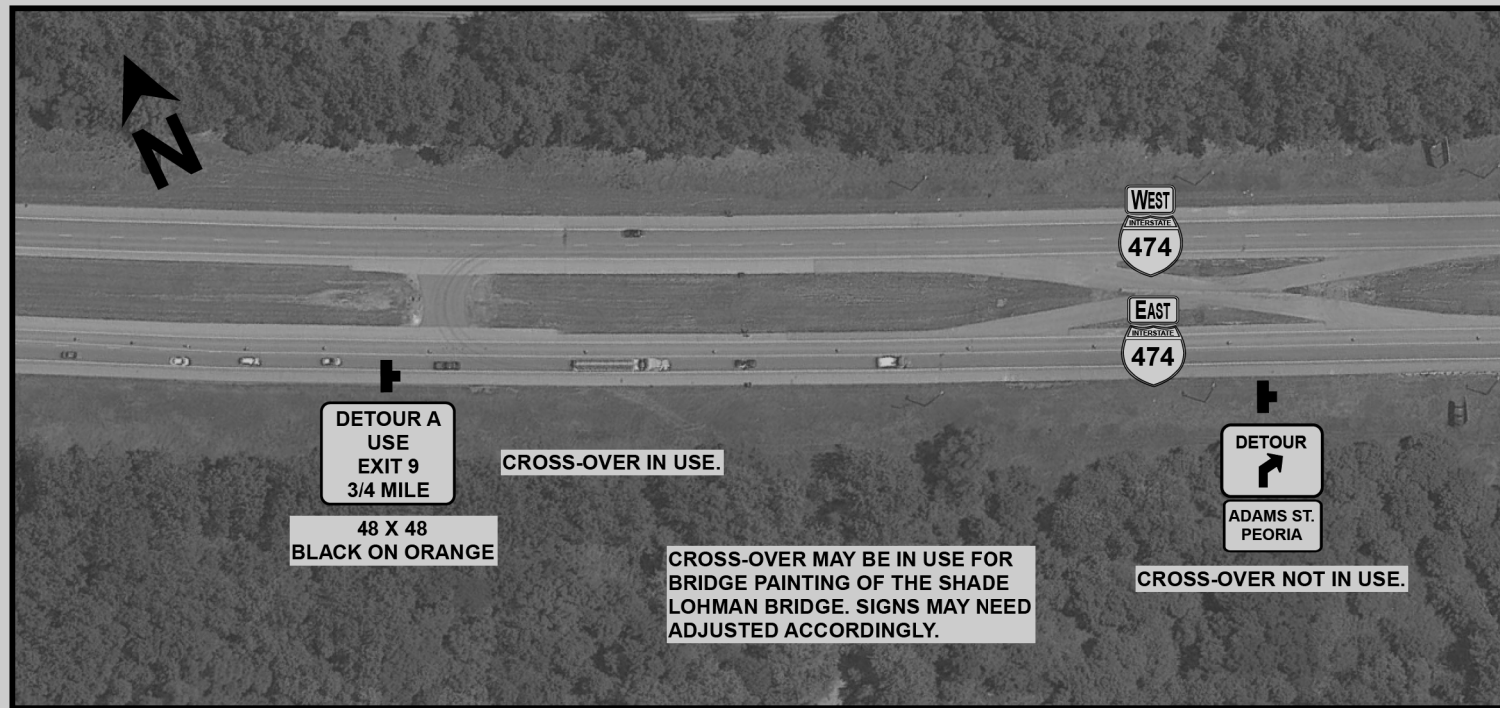 N
WEST
INTERSTATE
474
EAST
INTERSTATE
474
DETOUR A
USE
EXIT 9
3/4 MILE
48 X 48
BLACK ON ORANGE
CROSS-OVER IN USE.
CROSS-OVER MAY BE IN USE FOR
BRIDGE PAINTING OF THE SHADE
LOHMAN BRIDGE. SIGNS MAY NEED
ADJUSTED ACCORDINGLY.
DETOUR
ADAMS ST.
PEORIA
CROSS-OVER NOT IN USE.